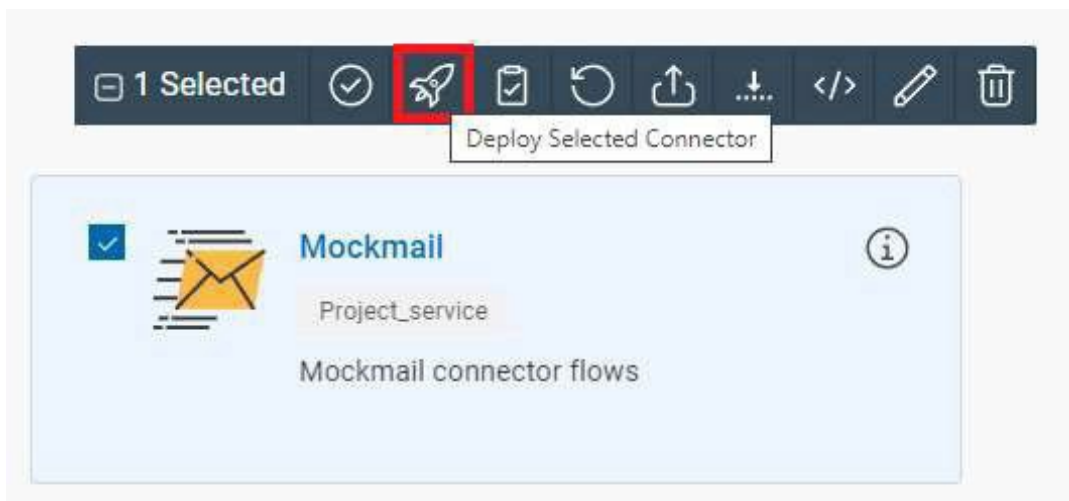 1 Selected
Deploy Selected Connector
Mockmail
Project_service
Mockmail connector flows